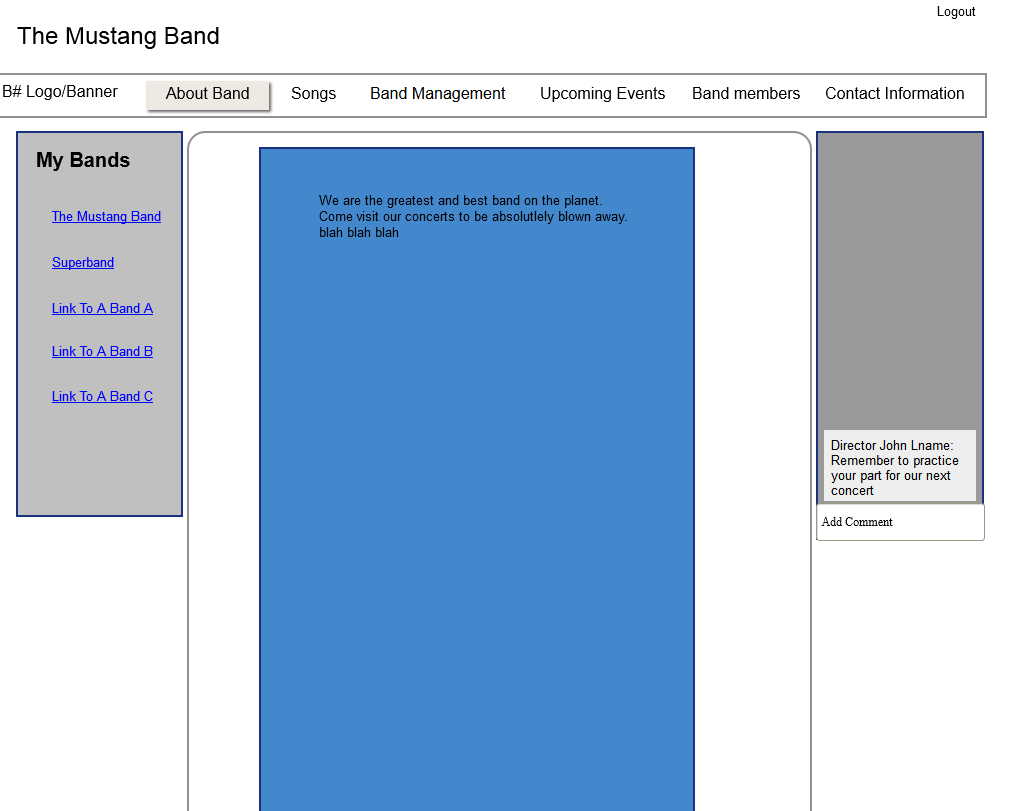 Logout
The Mustang Band
B# Logo/Banner
About Band
Songs
Band Management
Upcoming Events
Band members
Contact Information
My Bands
The Mustang Band
Superband
Link To A Band A
Link To A Band B
Link To A Band C
We are the greatest and best band on the planet.
Come visit our concerts to be absolutlely blown away.
blah blah blah
Director John Lname:
Remember to practice
your part for our next
concert
Add Comment